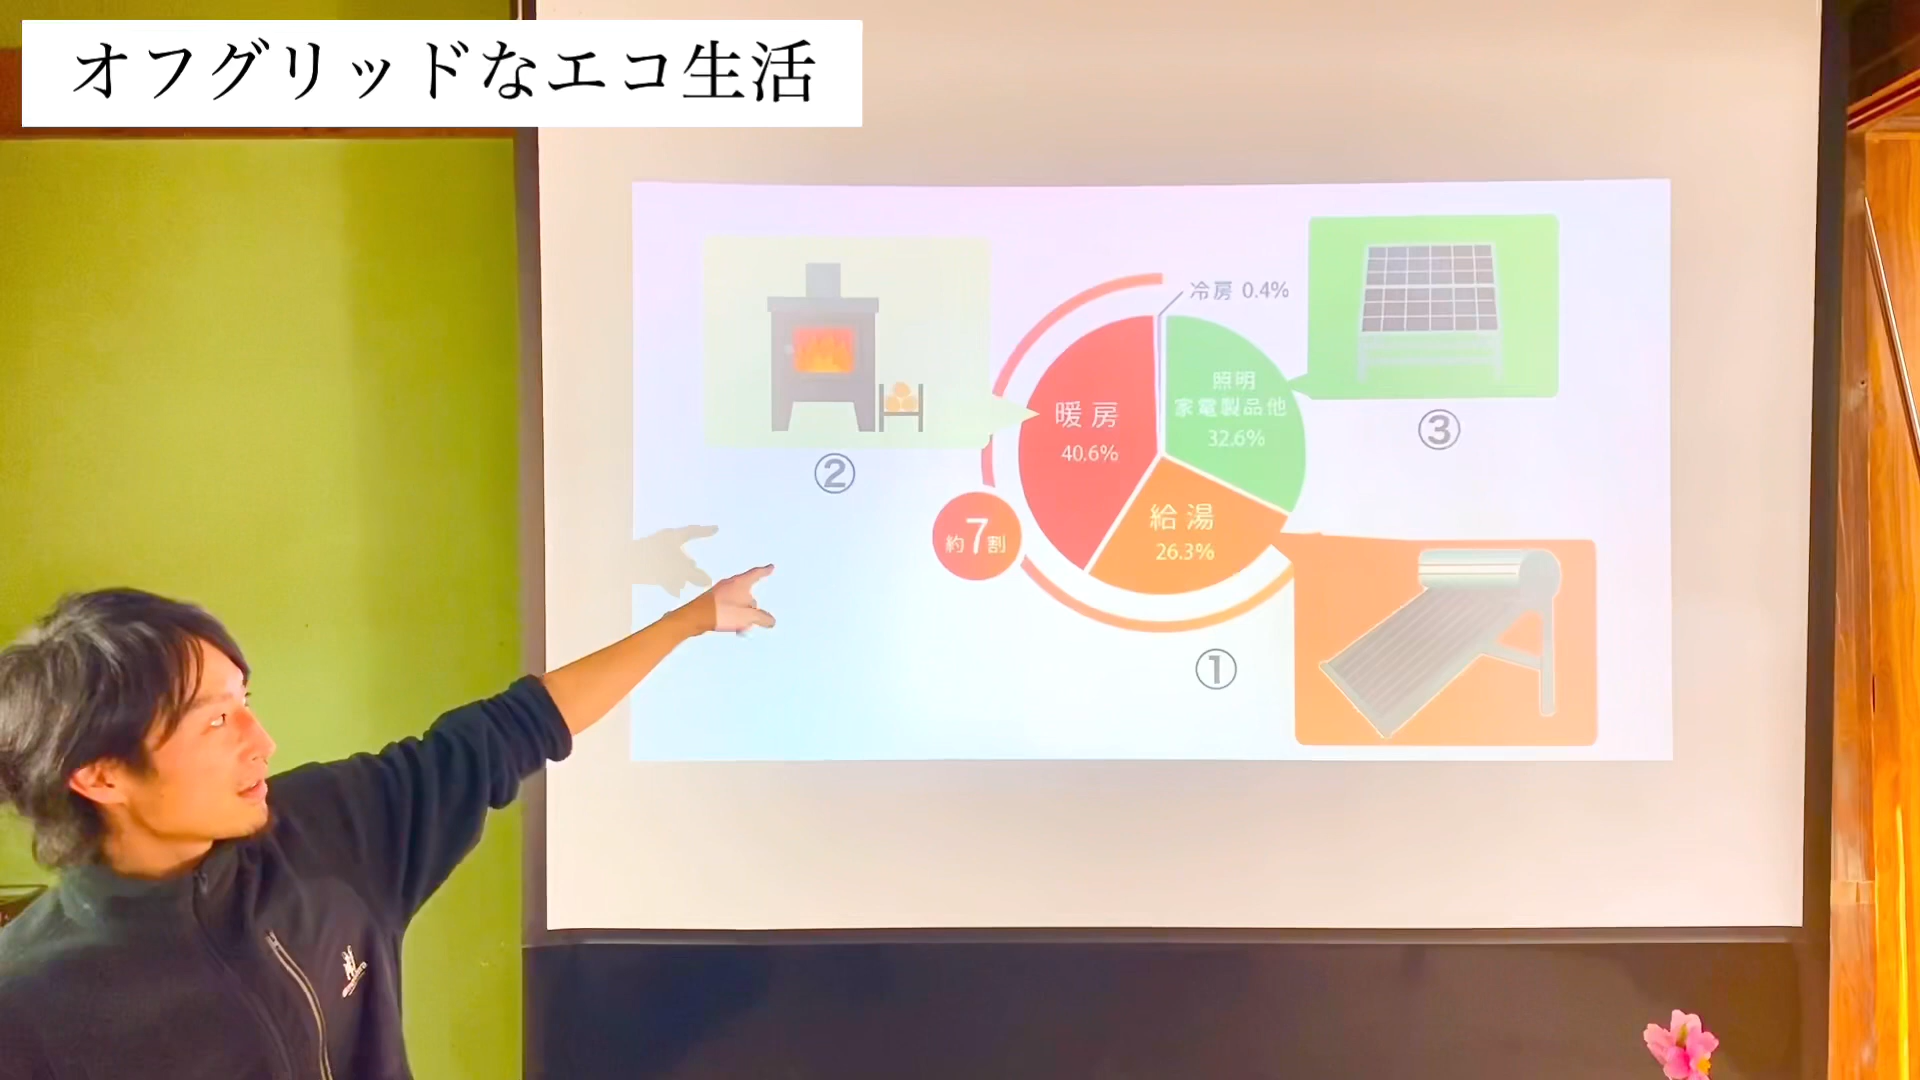 オフグリッドなエコ生活
冷房 0.4%
照明
家電製品他
32.6%
暖房
40.6%
③
②
給湯
26.3%
約7割
①